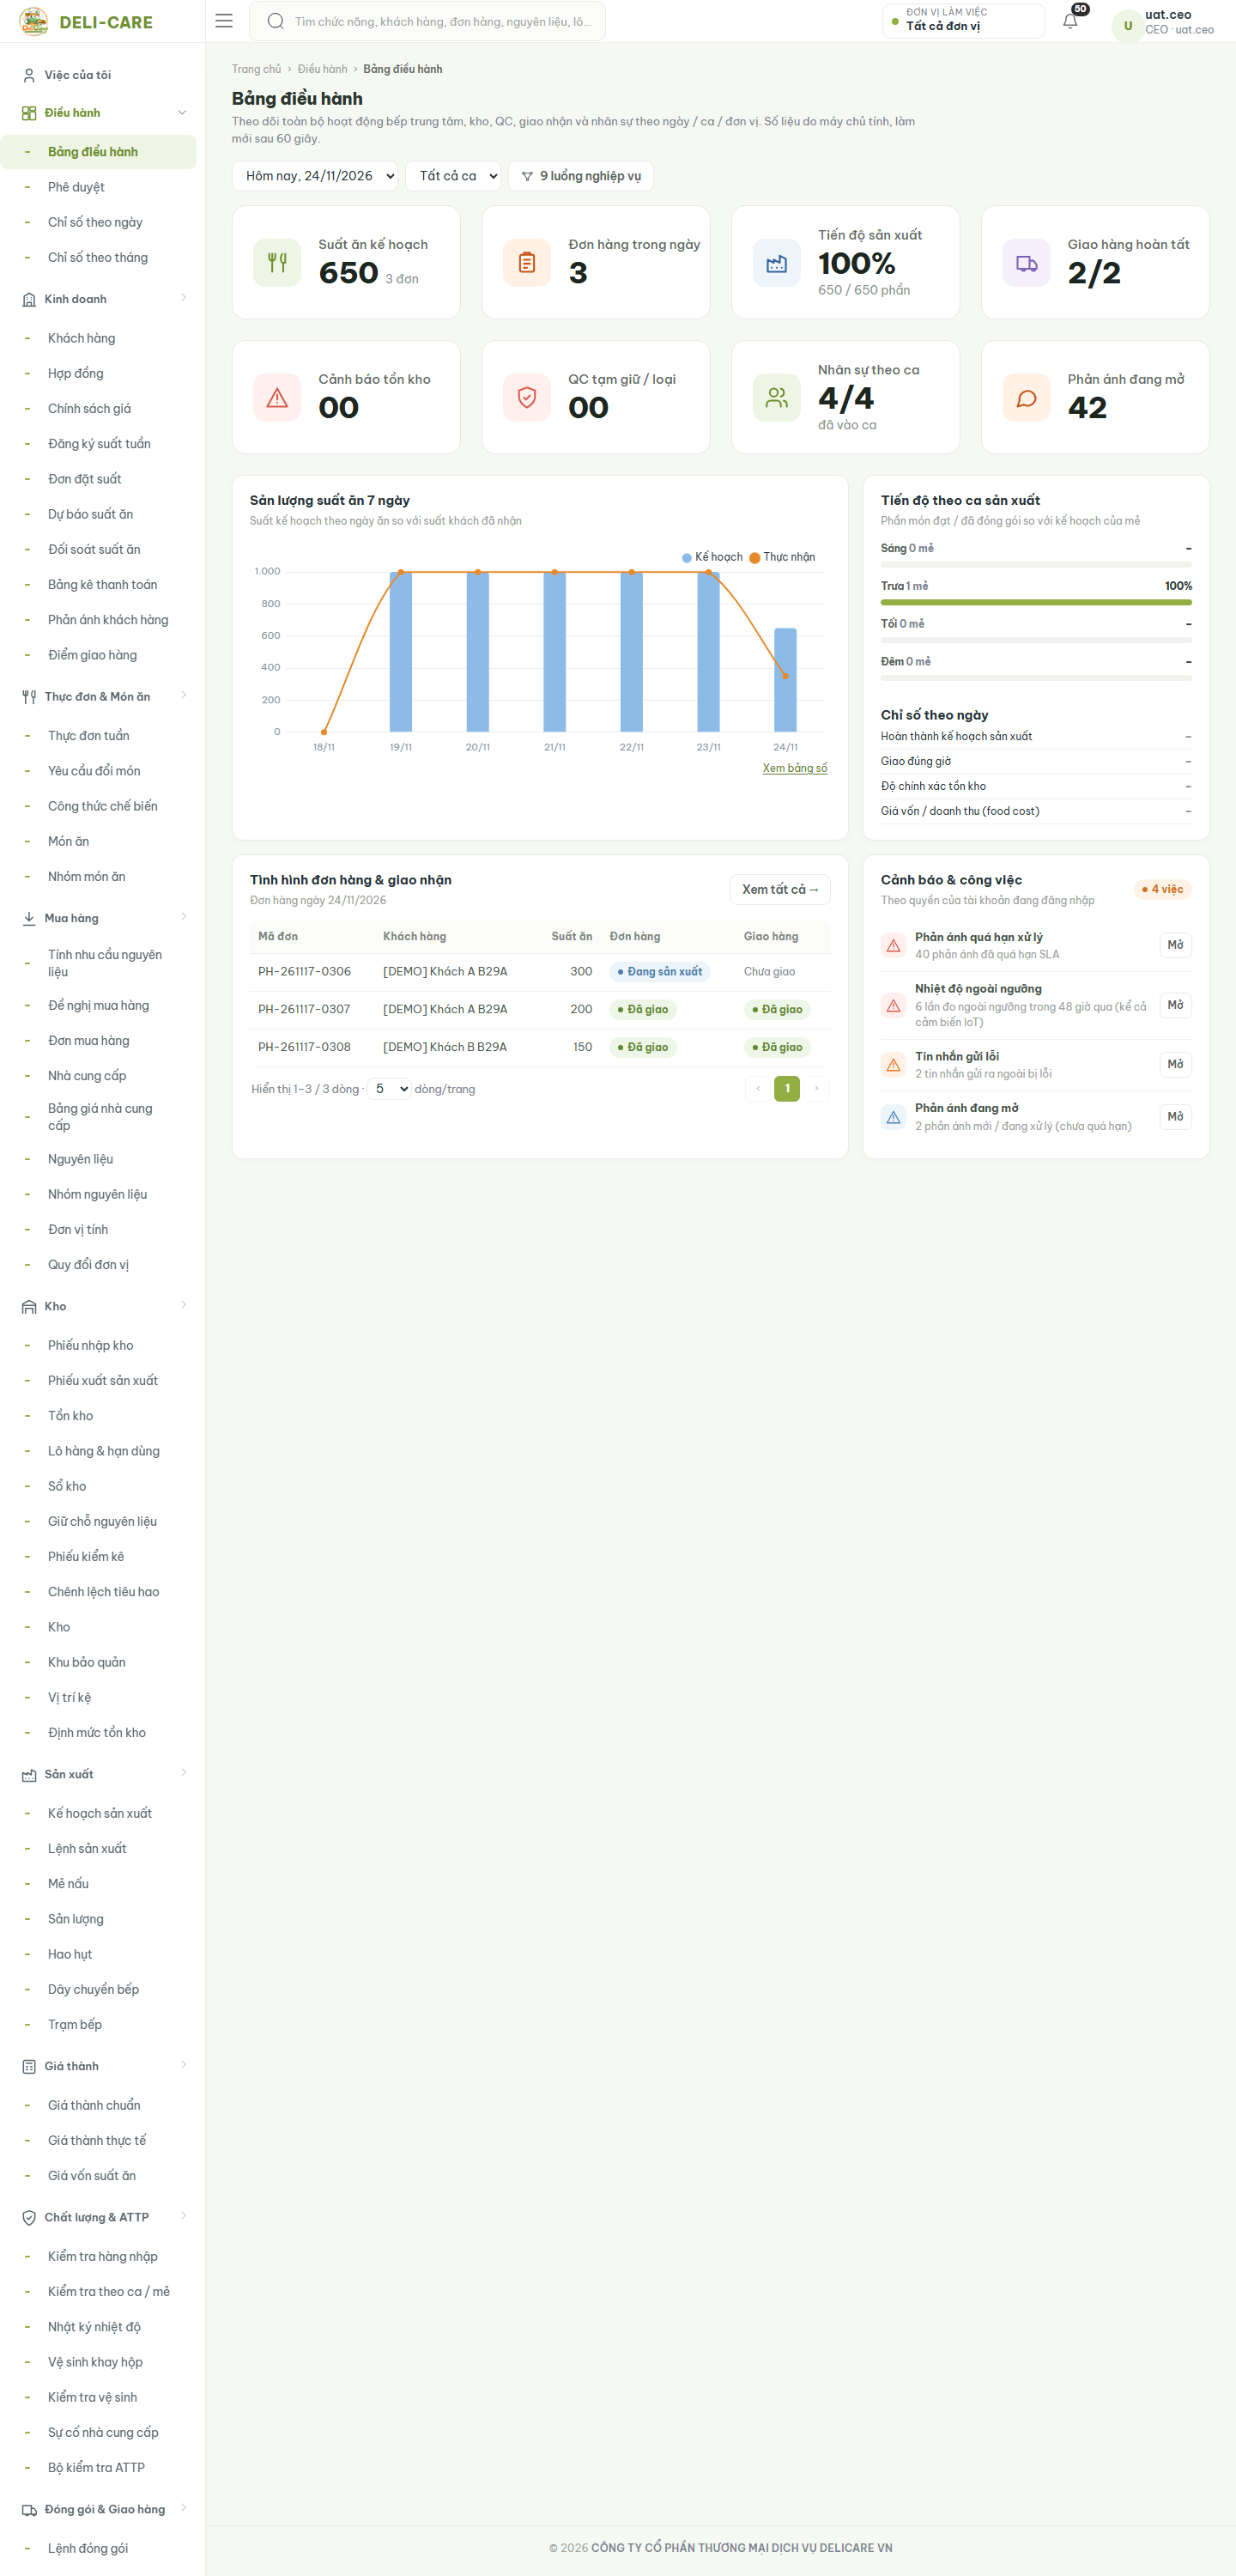 DELI-CARE
Tìm chức năng, khách hàng, đơn hàng, nguyên liệu, lô...
ĐƠN VỊ LÀM VIỆC
Tất cả đơn vị
50
U
uat.ceo
CEO · uat.ceo
Việc của tôi
Điều hành
Bảng điều hành
Phê duyệt
Chỉ số theo ngày
Chỉ số theo tháng
Kinh doanh
Khách hàng
Hợp đồng
Chính sách giá
Đăng ký suất tuần
Đơn đặt suất
Dự báo suất ăn
Đối soát suất ăn
Bảng kê thanh toán
Phản ánh khách hàng
Điểm giao hàng
Thực đơn & Món ăn
Thực đơn tuần
Yêu cầu đổi món
Công thức chế biến
Món ăn
Nhóm món ăn
Mua hàng
Tính nhu cầu nguyên
liệu
Đề nghị mua hàng
Đơn mua hàng
Nhà cung cấp
Bảng giá nhà cung
cấp
Nguyên liệu
Nhóm nguyên liệu
Đơn vị tính
Quy đổi đơn vị
Kho
Phiếu nhập kho
Phiếu xuất sản xuất
Tồn kho
Lô hàng & hạn dùng
Sổ kho
Giữ chỗ nguyên liệu
Phiếu kiểm kê
Chênh lệch tiêu hao
Kho
Khu bảo quản
Vị trí kệ
Định mức tồn kho
Sản xuất
Kế hoạch sản xuất
Lệnh sản xuất
Mẻ nấu
Sản lượng
Hao hụt
Dây chuyền bếp
Trạm bếp
Giá thành
Giá thành chuẩn
Giá thành thực tế
Giá vốn suất ăn
Chất lượng & ATTP
Kiểm tra hàng nhập
Kiểm tra theo ca / mẻ
Nhật ký nhiệt độ
Vệ sinh khay hộp
Kiểm tra vệ sinh
Sự cố nhà cung cấp
Bộ kiểm tra ATTP
Đóng gói & Giao hàng
Lệnh đóng gói
Trang chủ › Điều hành › Bảng điều hành
Bảng điều hành
Theo dõi toàn bộ hoạt động bếp trung tâm, kho, QC, giao nhận và nhân sự theo ngày / ca / đơn vị. Số liệu do máy chủ tính, làm
mới sau 60 giây.
Hôm nay, 24/11/2026
Tất cả ca
9 luồng nghiệp vụ
Suất ăn kế hoạch
650 3 đơn
Đơn hàng trong ngày
3
Tiến độ sản xuất
100%
650 / 650 phần
Giao hàng hoàn tất
2/2
Cảnh báo tồn kho
00
QC tạm giữ / loại
00
Nhân sự theo ca
4/4
đã vào ca
Phản ánh đang mở
42
Sản lượng suất ăn 7 ngày
Suất kế hoạch theo ngày ăn so với suất khách đã nhận
Kế hoạch Thực nhận
1.000
800
600
400
200
0
18/11 19/11 20/11 21/11 22/11 23/11 24/11
Xem bảng số
Tiến độ theo ca sản xuất
Phần món đạt / đã đóng gói so với kế hoạch của mẻ
Sáng 0 mẻ –
Trưa 1 mẻ 100%
Tối 0 mẻ –
Đêm 0 mẻ –
Chỉ số theo ngày
Hoàn thành kế hoạch sản xuất –
Giao đúng giờ –
Độ chính xác tồn kho –
Giá vốn / doanh thu (food cost) –
Tình hình đơn hàng & giao nhận
Đơn hàng ngày 24/11/2026
Xem tất cả →
Mã đơn Khách hàng Suất ăn Đơn hàng Giao hàng
PH-261117-0306 [DEMO] Khách A B29A 300 Đang sản xuất Chưa giao
PH-261117-0307 [DEMO] Khách A B29A 200 Đã giao Đã giao
PH-261117-0308 [DEMO] Khách B B29A 150 Đã giao Đã giao
Hiển thị 1–3 / 3 dòng · 5 dòng/trang
‹ 1 ›
Cảnh báo & công việc
Theo quyền của tài khoản đang đăng nhập
4 việc
Phản ánh quá hạn xử lý
40 phản ánh đã quá hạn SLA
Mở
Nhiệt độ ngoài ngưỡng
6 lần đo ngoài ngưỡng trong 48 giờ qua (kể cả
cảm biến IoT)
Mở
Tin nhắn gửi lỗi
2 tin nhắn gửi ra ngoài bị lỗi
Mở
Phản ánh đang mở
2 phản ánh mới / đang xử lý (chưa quá hạn)
Mở
© 2026 CÔNG TY CỔ PHẦN THƯƠNG MẠI DỊCH VỤ DELICARE VN